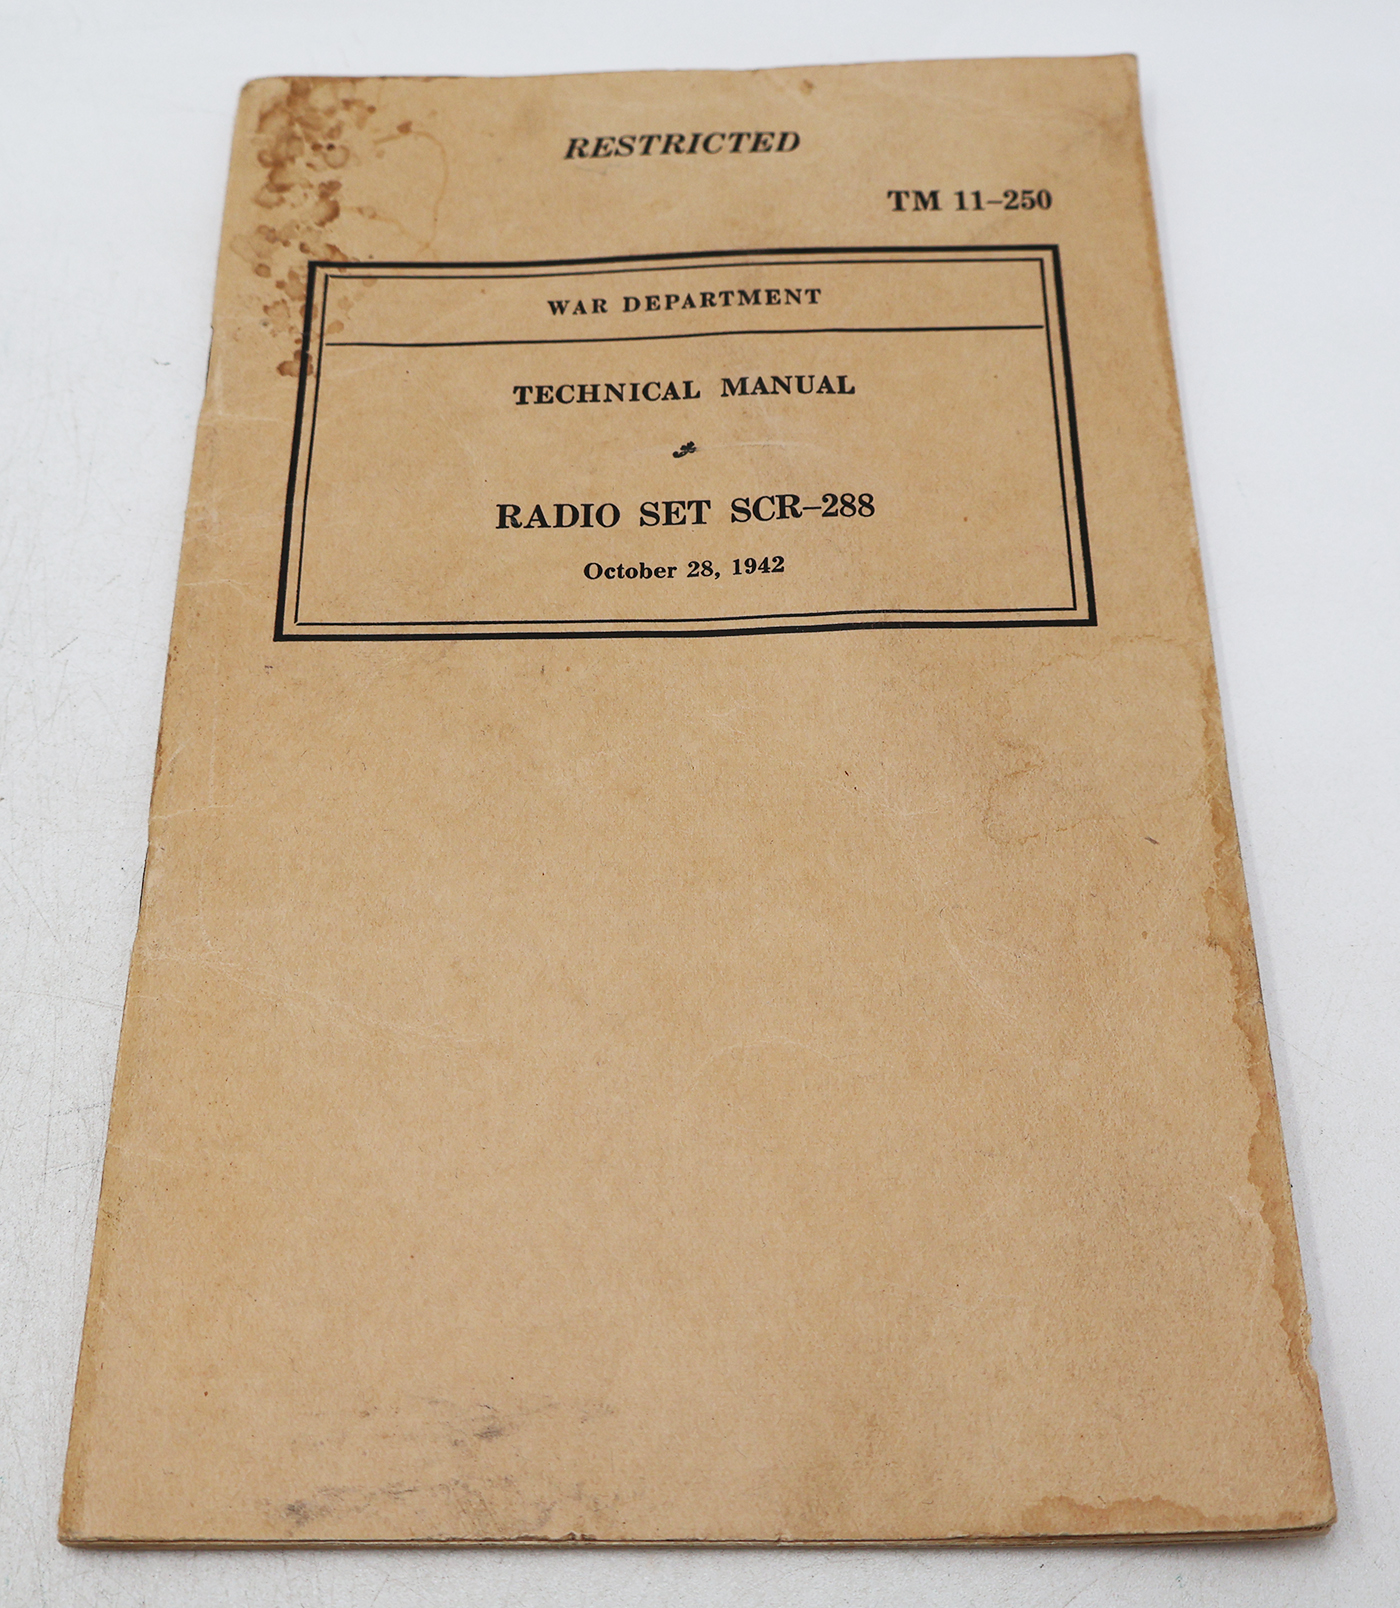 RESTRICTED
TM 11–250
WAR DEPARTMENT
TECHNICAL MANUAL
RADIO SET SCR–288
October 28, 1942